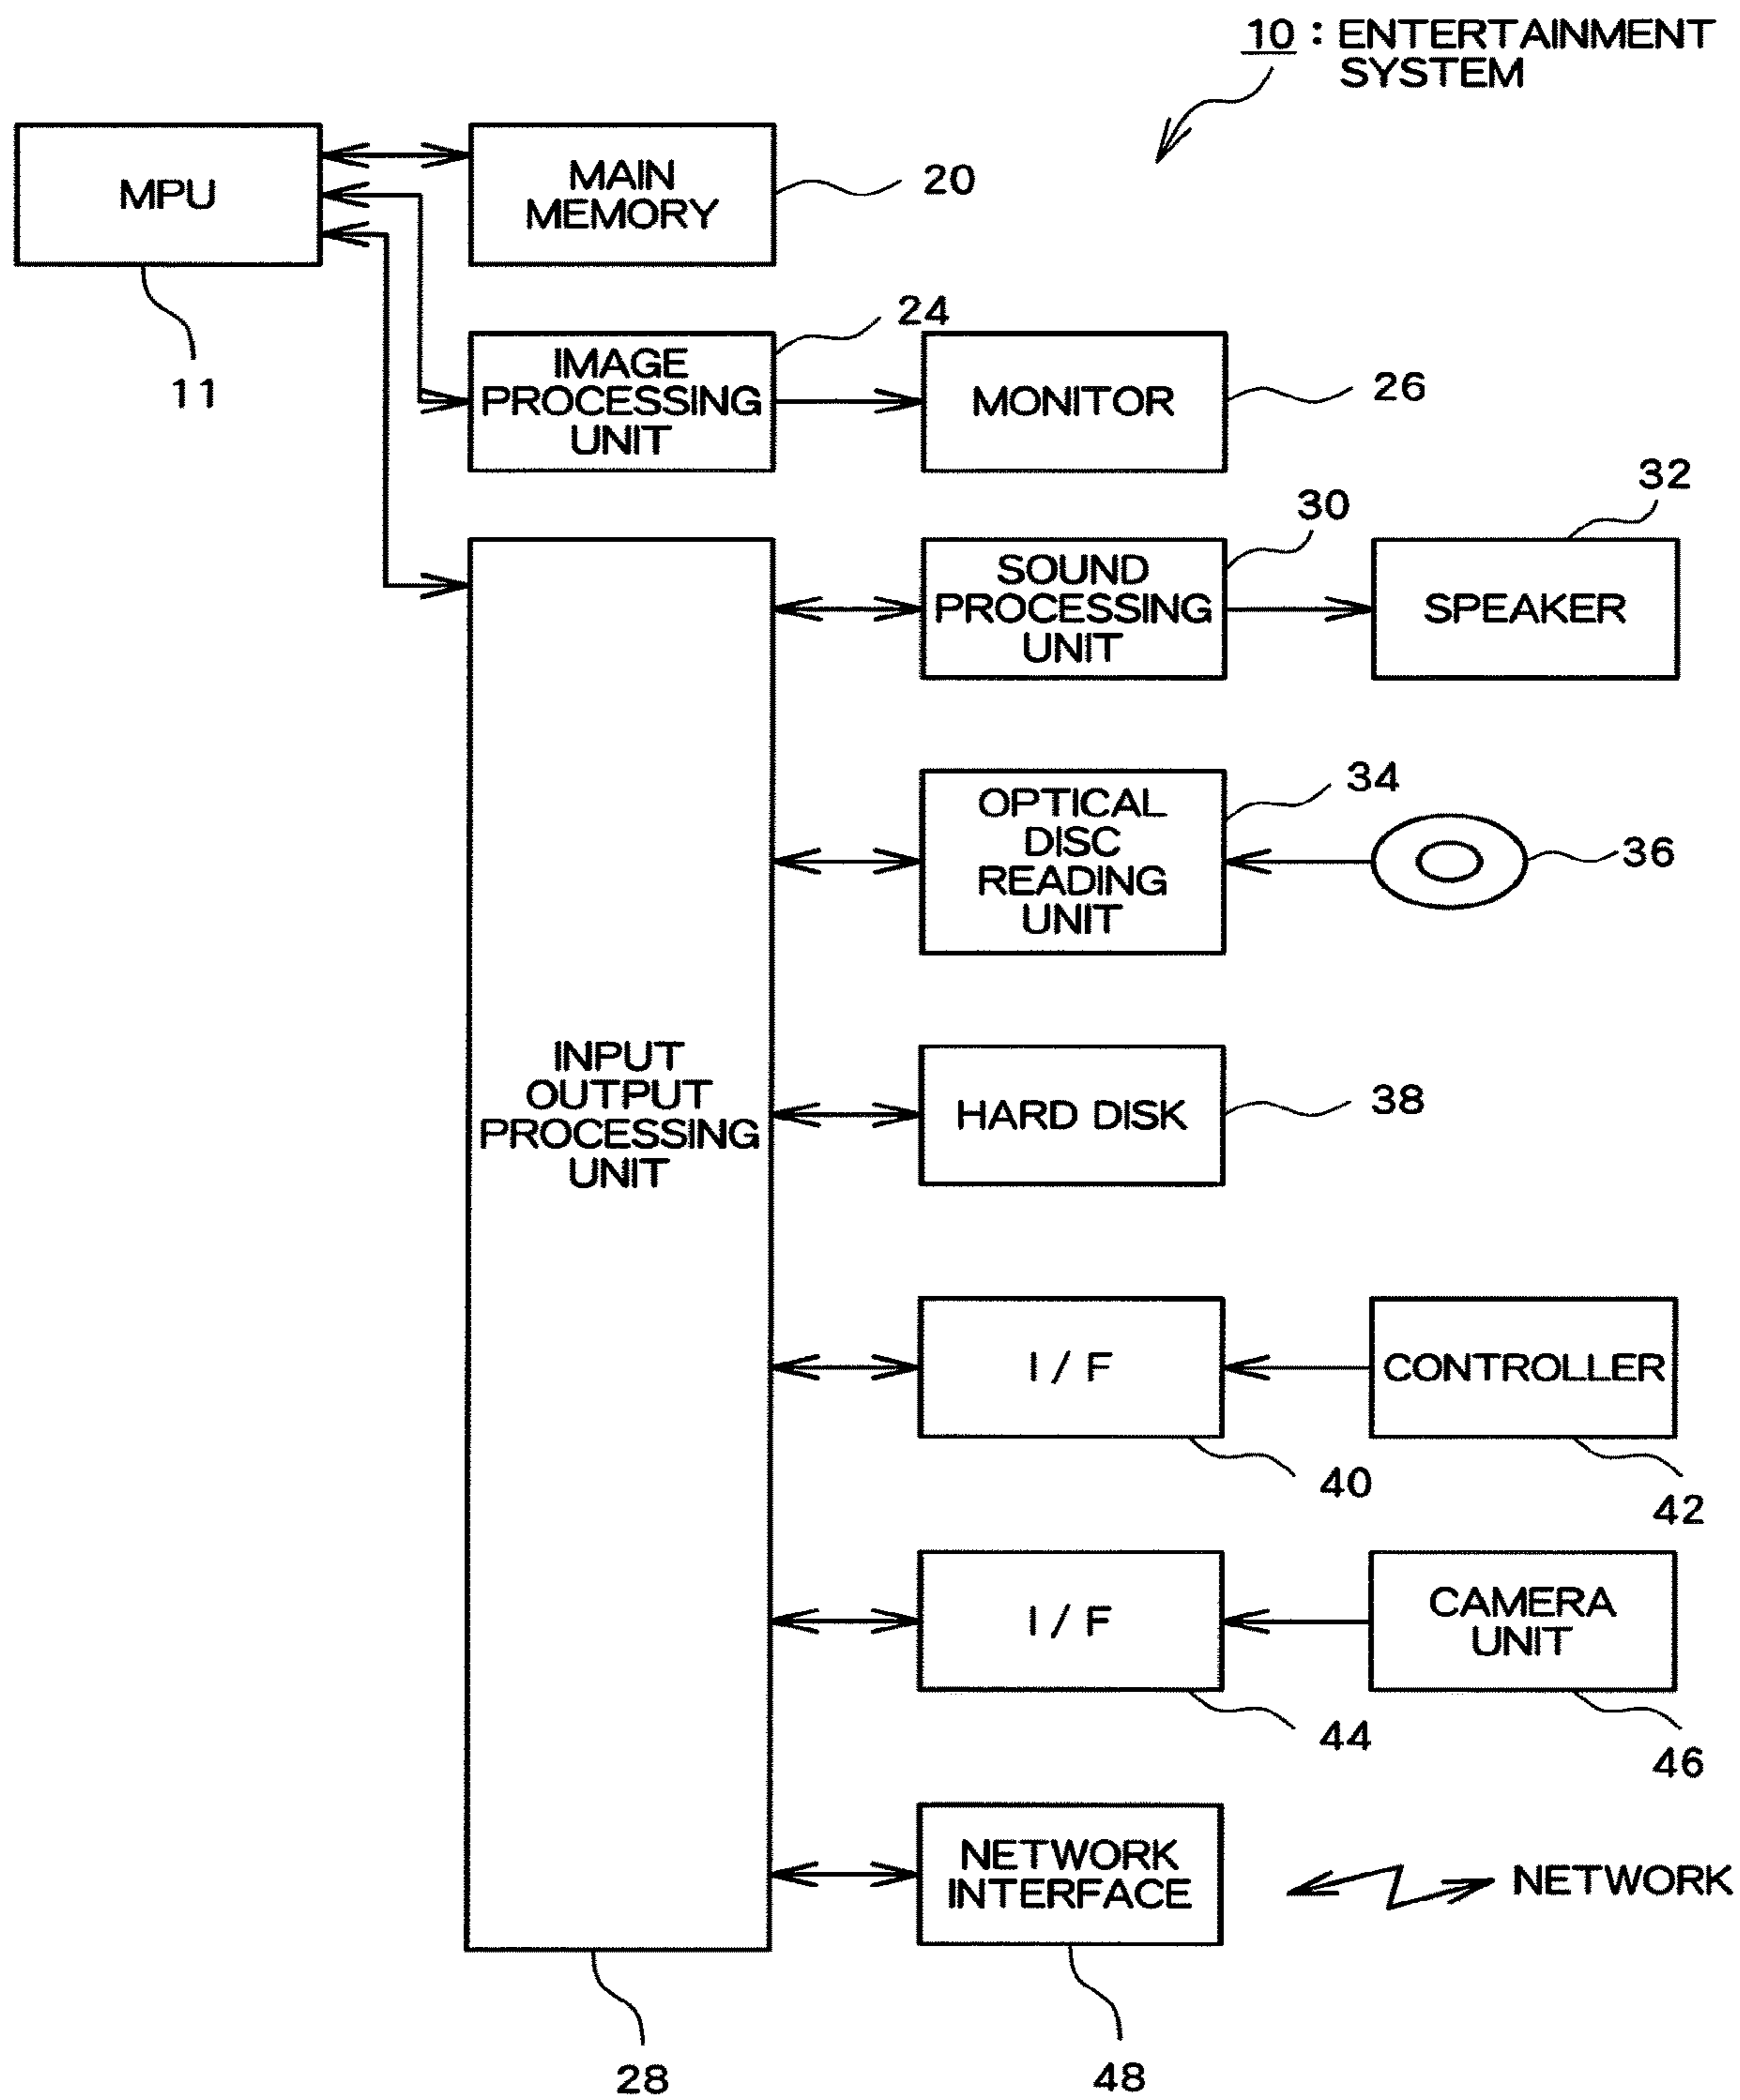 10 : ENTERTAINMENT
SYSTEM
MPU
MAIN
MEMORY
20
11
24
IMAGE
PROCESSING
UNIT
MONITOR
26
32
30
SOUND
PROCESSING
UNIT
SPEAKER
34
OPTICAL
DISC
READING
UNIT
36
INPUT
OUTPUT
PROCESSING
UNIT
HARD DISK
38
I / F
CONTROLLER
40
42
I / F
CAMERA
UNIT
44
46
NETWORK
INTERFACE
NETWORK
28
48